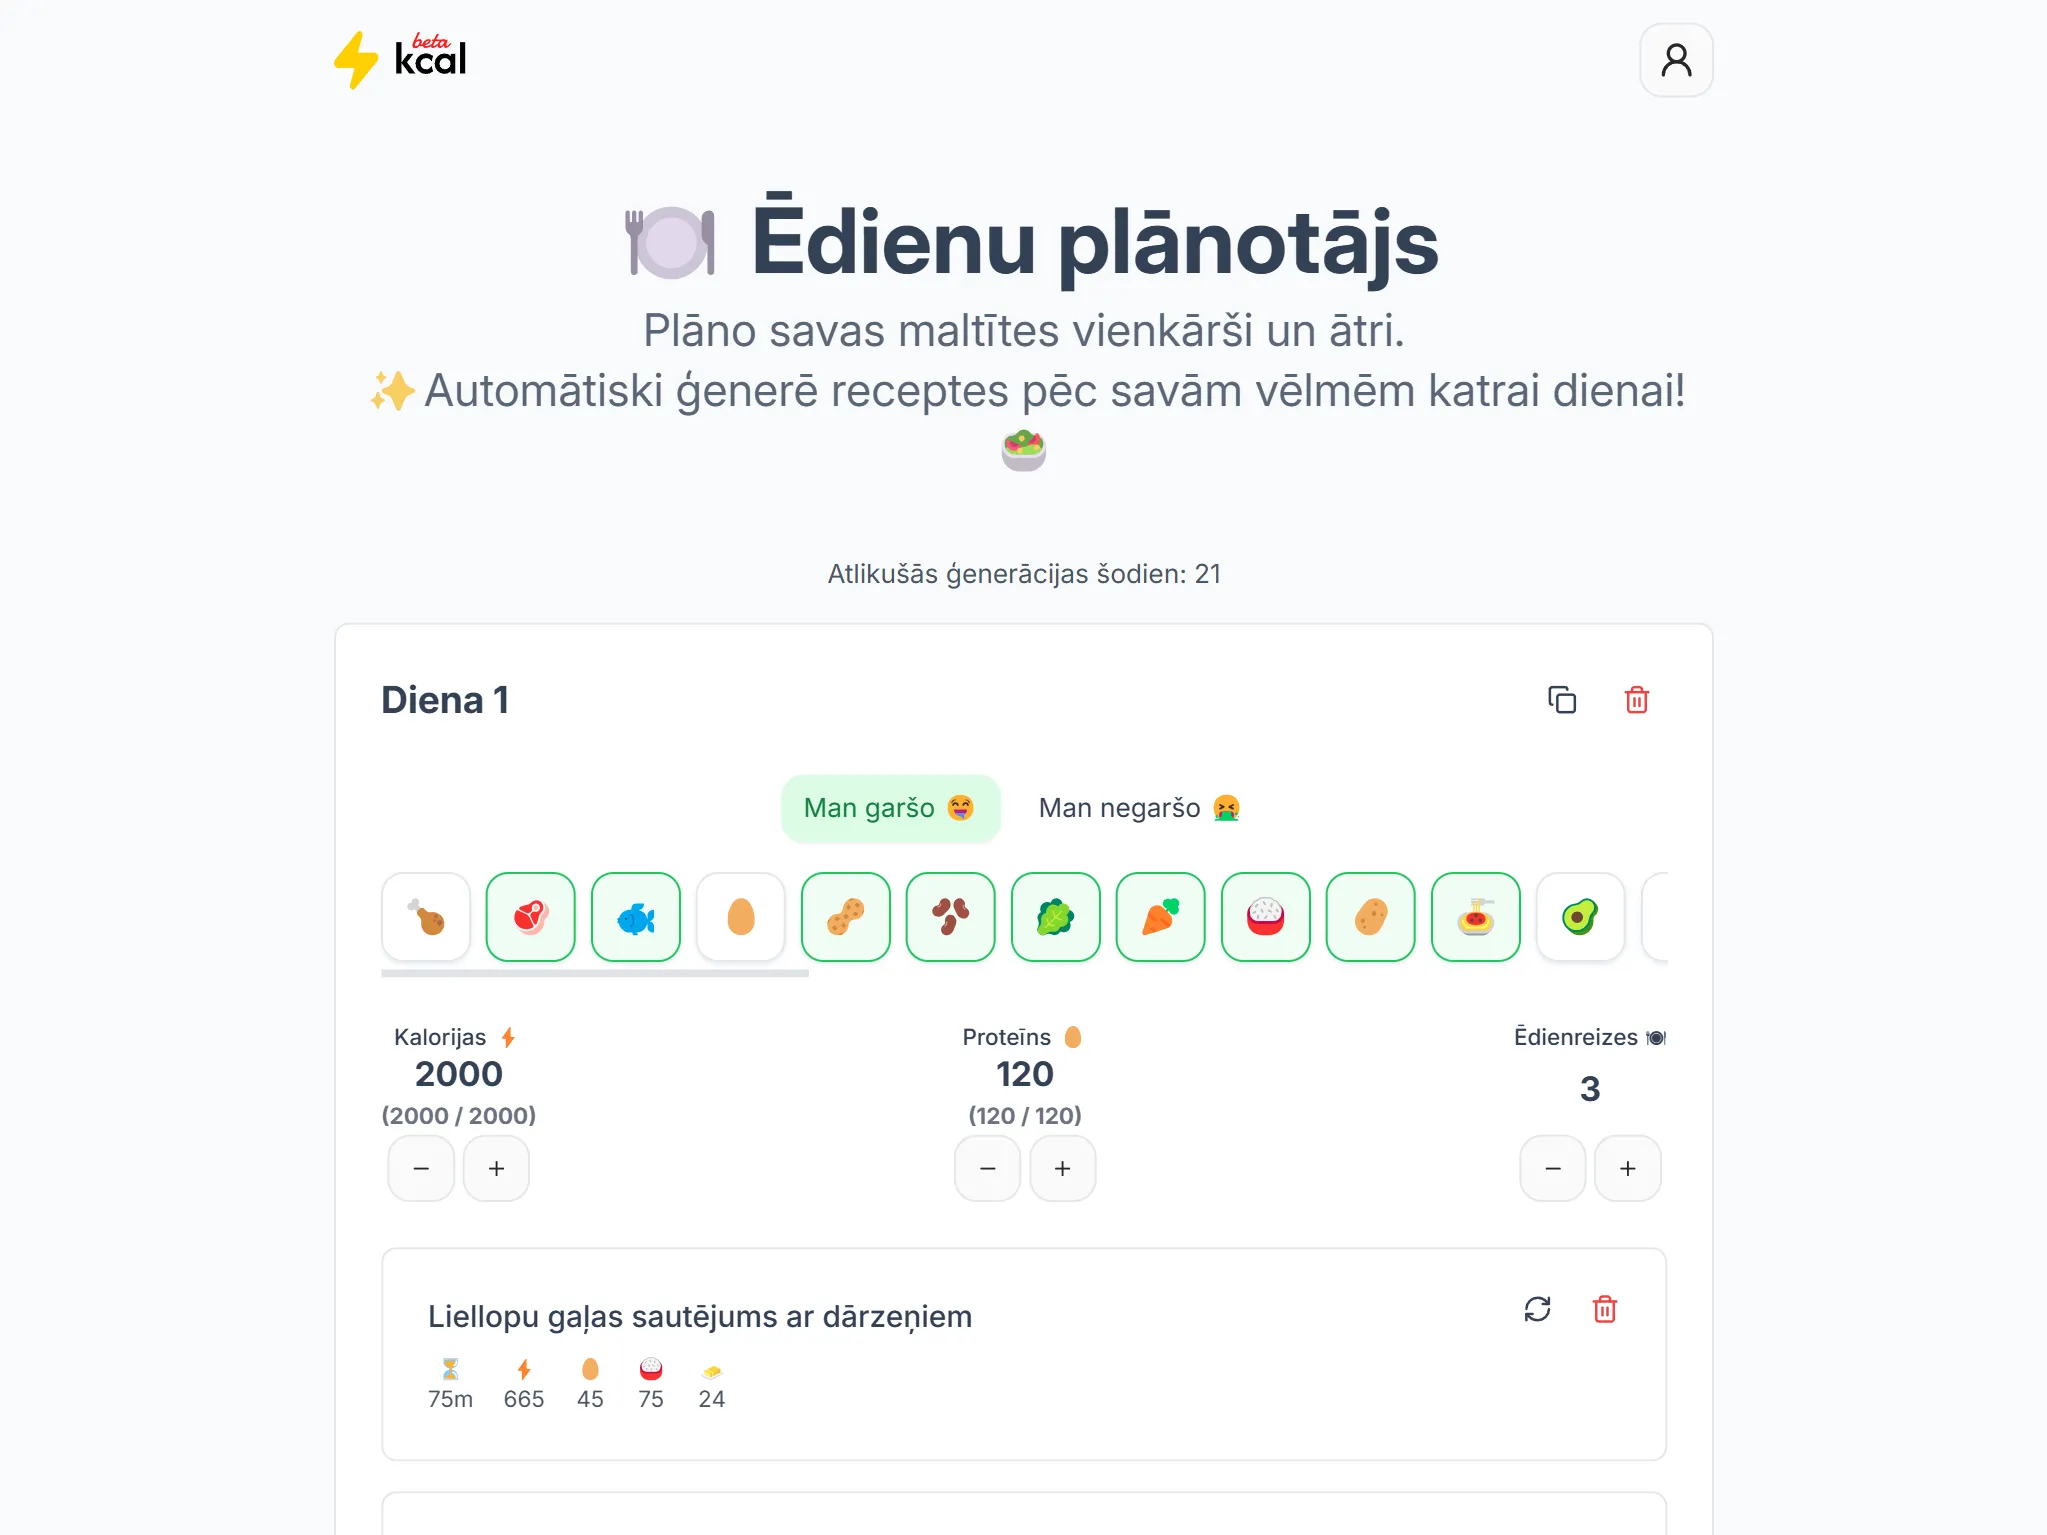 beta
kcal
Ēdienu plānotājs
Plāno savas maltītes vienkārši un ātri.
Automātiski ģenerē receptes pēc savām vēlmēm katrai dienai!
Atlikušās ģenerācijas šodien: 21
Diena 1
Man garšo
Man negaršo
Kalorijas
2000
(2000 / 2000)
− +
Proteīns
120
(120 / 120)
− +
Ēdienreizes
3
− +
Liellopu gaļas sautējums ar dārzeņiem
75m 665 45 75 24